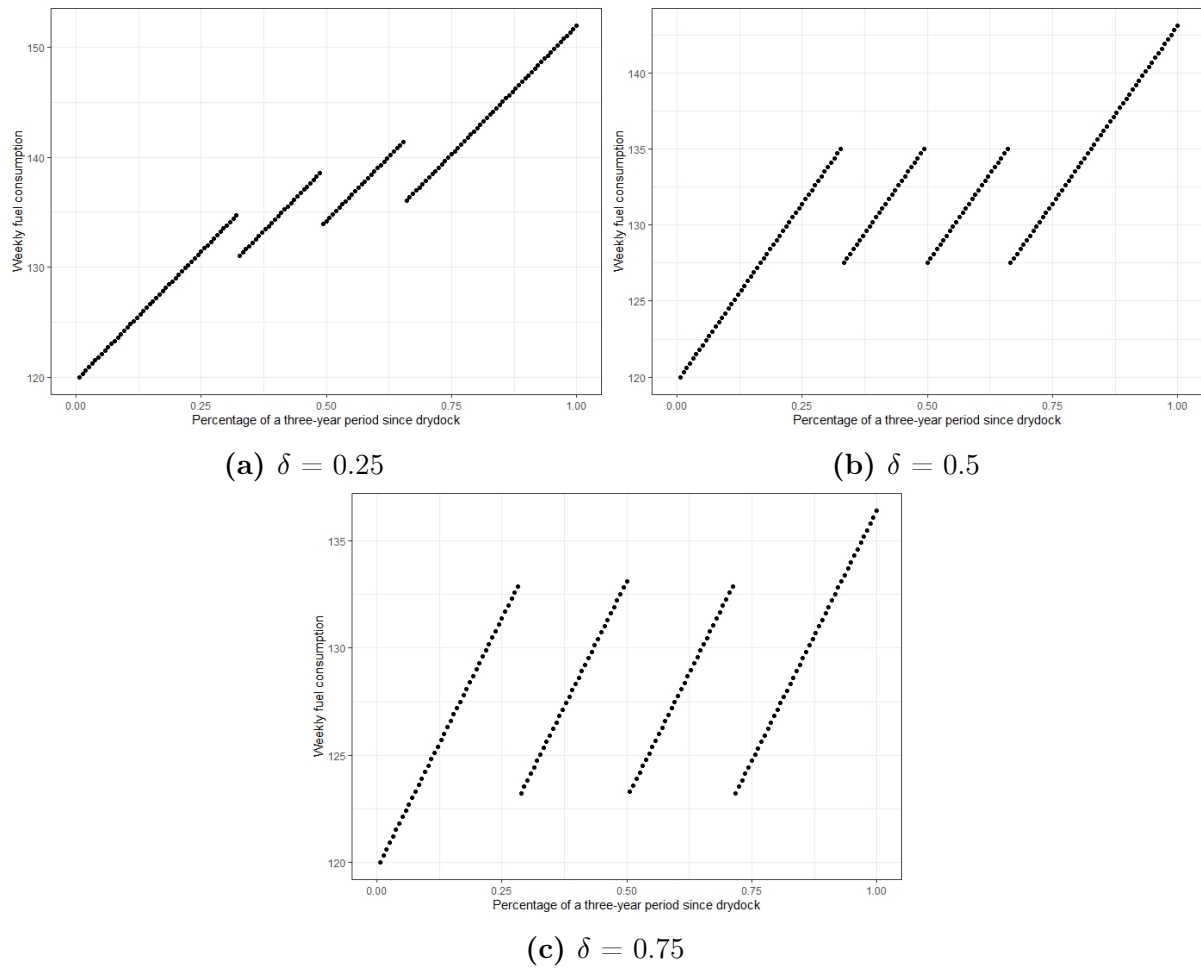 150
140
130
120
Weekly fuel consumption
0.00 0.25 0.50 0.75 1.00
Percentage of a three-year period since drydock
(a) δ = 0.25
140
135
130
125
120
Weekly fuel consumption
0.00 0.25 0.50 0.75 1.00
Percentage of a three-year period since drydock
(b) δ = 0.5
135
130
125
120
Weekly fuel consumption
0.00 0.25 0.50 0.75 1.00
Percentage of a three-year period since drydock
(c) δ = 0.75